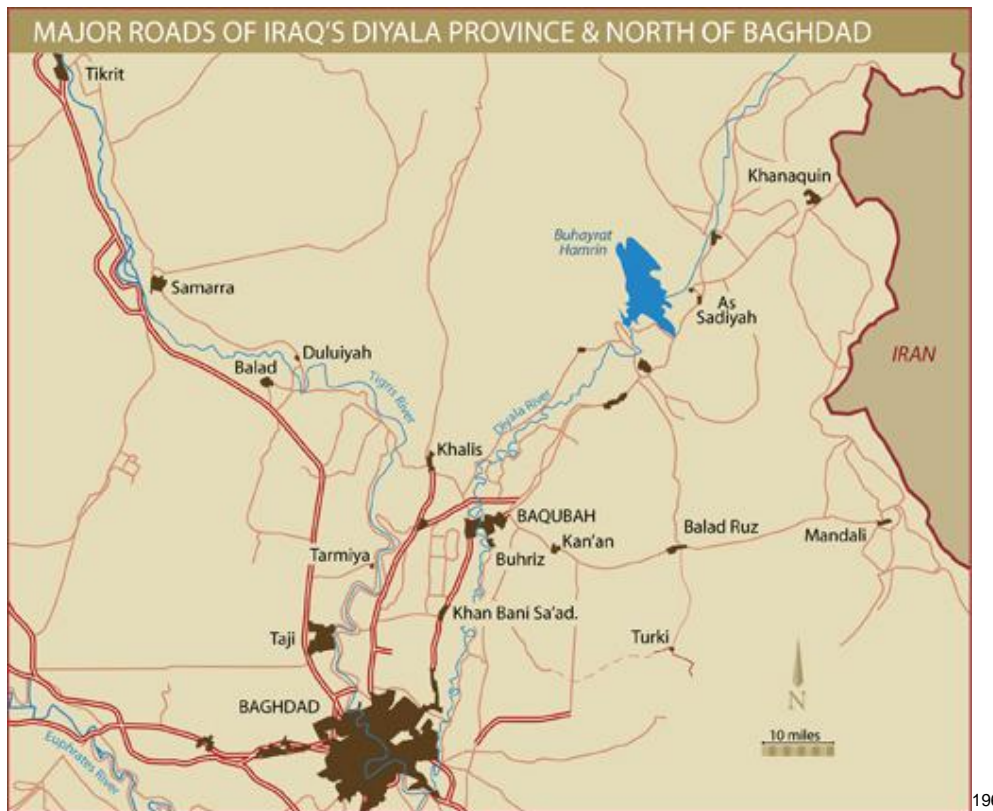 MAJOR ROADS OF IRAQ'S DIYALA PROVINCE & NORTH OF BAGHDAD
Tikrit
Khanaquin
Buhayrat
Hamrin
Samarra
As
Sadiyah
IRAN
Duluiyah
Balad
Tigris River
Diyala River
Khalis
BAQUBAH
Balad Ruz
Mandali
Kan'an
Buhriz
Tarmiya
Khan Bani Sa'ad.
Taji
Turki
N
BAGHDAD
10 miles
Euphrates River